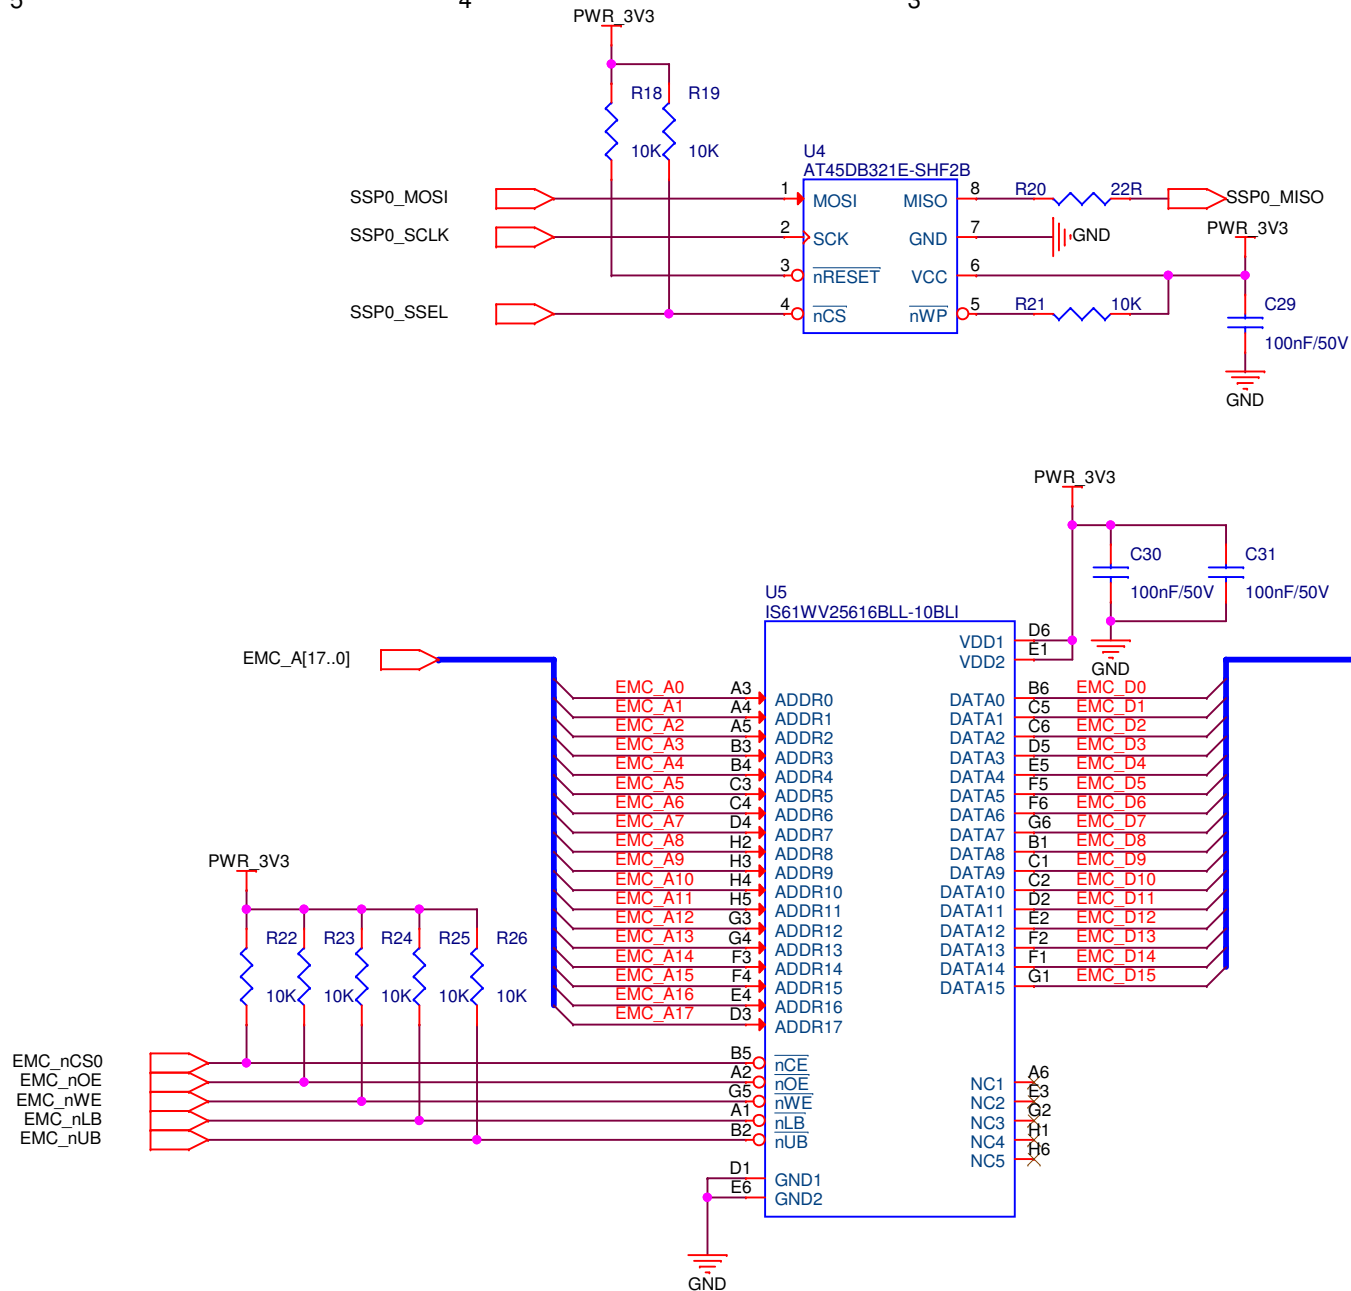 5 4 3
PWR_3V3
R18 R19
10K 10K
U4
AT45DB321E-SHF2B
SSP0_MOSI 1 MOSI MISO 8 R20 22R SSP0_MISO
SSP0_SCLK 2 SCK GND 7 GND PWR_3V3
3 nRESET VCC 6
SSP0_SSEL 4 nCS nWP 5 R21 10K C29
100nF/50V
GND
PWR_3V3
C30 C31
100nF/50V 100nF/50V
U5
IS61WV25616BLL-10BLI
VDD1 D6
EMC_A[17..0] VDD2 E1
GND
EMC_A0 A3 ADDR0 DATA0 B6 EMC_D0
EMC_A1 A4 ADDR1 DATA1 C5 EMC_D1
EMC_A2 A5 ADDR2 DATA2 C6 EMC_D2
EMC_A3 B3 ADDR3 DATA3 D5 EMC_D3
EMC_A4 B4 ADDR4 DATA4 E5 EMC_D4
EMC_A5 C3 ADDR5 DATA5 F5 EMC_D5
EMC_A6 C4 ADDR6 DATA6 F6 EMC_D6
EMC_A7 D4 ADDR7 DATA7 G6 EMC_D7
EMC_A8 H2 ADDR8 DATA8 B1 EMC_D8
EMC_A9 H3 ADDR9 DATA9 C1 EMC_D9
EMC_A10 H4 ADDR10 DATA10 C2 EMC_D10
EMC_A11 H5 ADDR11 DATA11 D2 EMC_D11
EMC_A12 G3 ADDR12 DATA12 E2 EMC_D12
EMC_A13 G4 ADDR13 DATA13 F2 EMC_D13
EMC_A14 F3 ADDR14 DATA14 F1 EMC_D14
EMC_A15 F4 ADDR15 DATA15 G1 EMC_D15
EMC_A16 E4 ADDR16
EMC_A17 D3 ADDR17
PWR_3V3
R22 R23 R24 R25 R26
10K 10K 10K 10K 10K
EMC_nCS0 B5 nCE
EMC_nOE A2 nOE NC1 A6
EMC_nWE G5 nWE NC2 E3
EMC_nLB A1 nLB NC3 G2
EMC_nUB B2 nUB NC4 H1
NC5 H6
D1 GND1
E6 GND2
GND